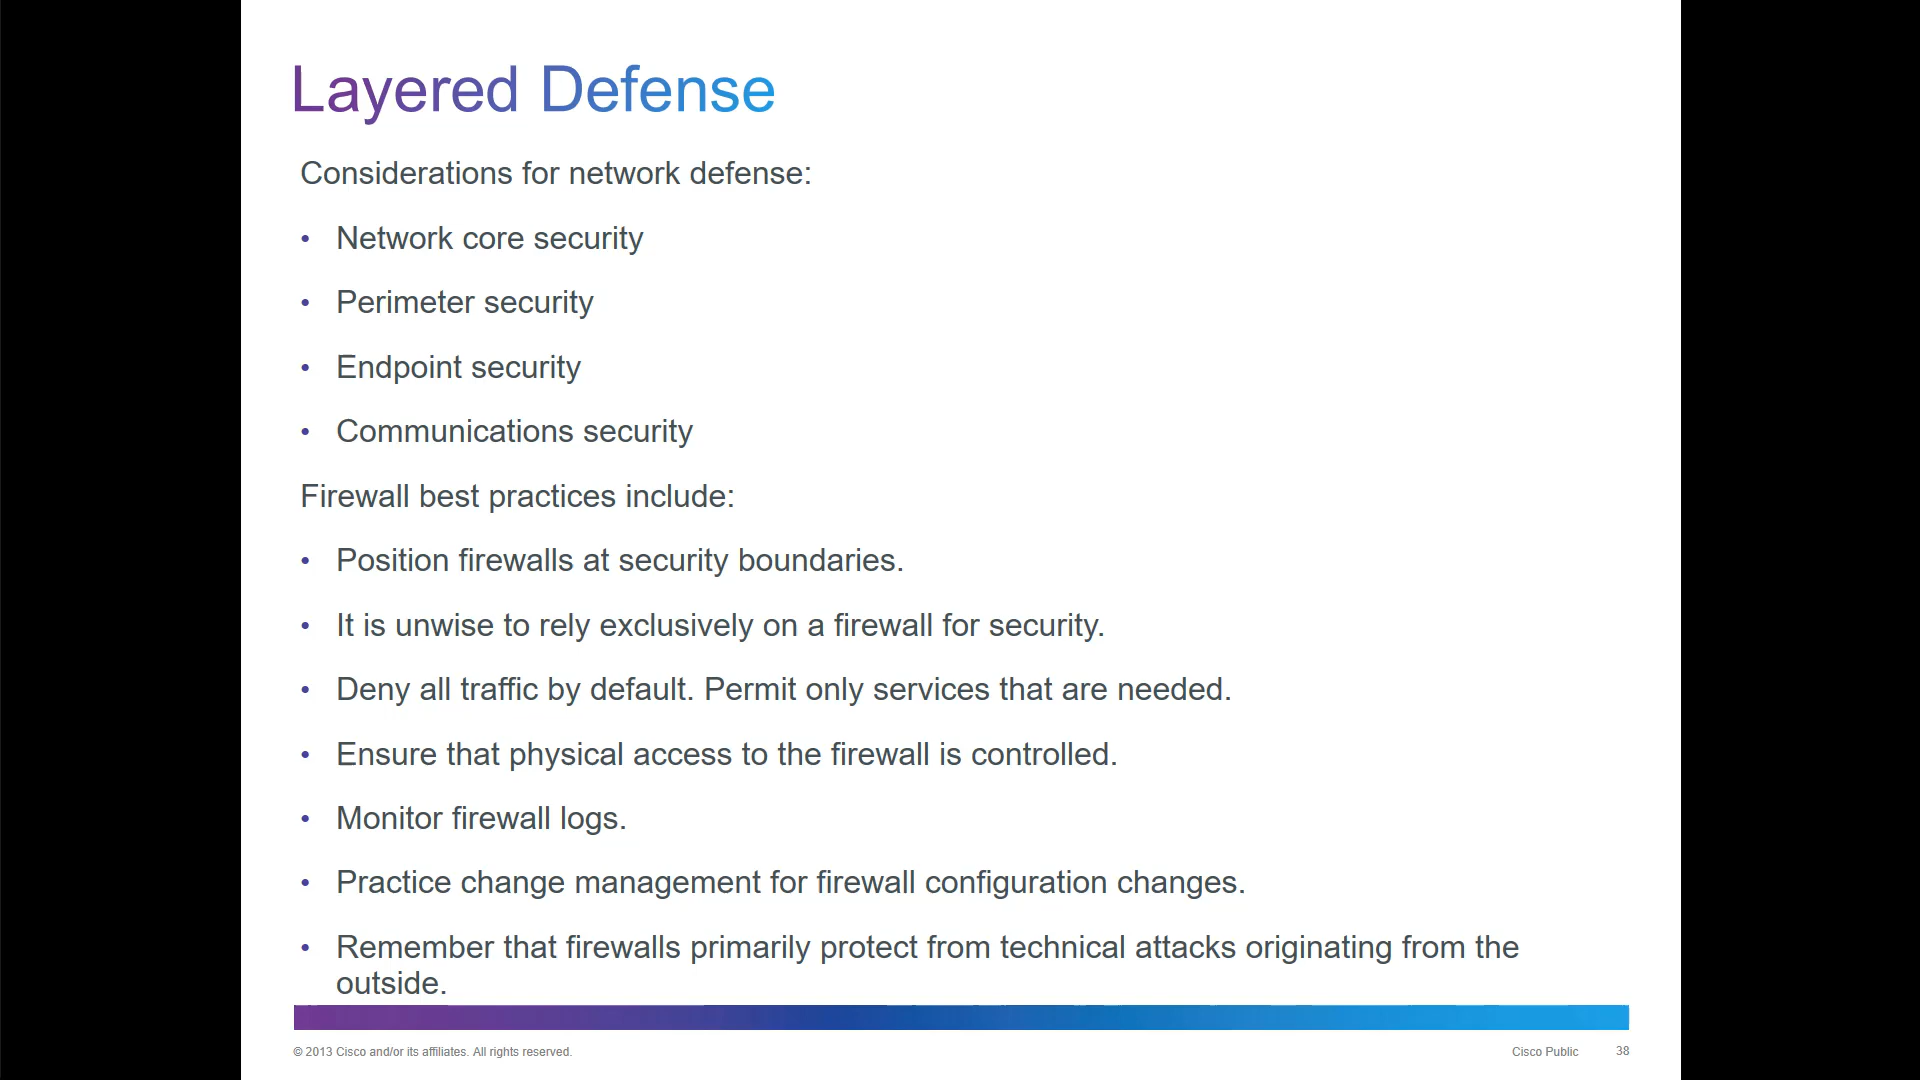 Layered Defense
Considerations for network defense:
• Network core security
• Perimeter security
• Endpoint security
• Communications security
Firewall best practices include:
• Position firewalls at security boundaries.
• It is unwise to rely exclusively on a firewall for security.
• Deny all traffic by default. Permit only services that are needed.
• Ensure that physical access to the firewall is controlled.
• Monitor firewall logs.
• Practice change management for firewall configuration changes.
• Remember that firewalls primarily protect from technical attacks originating from the
outside.
© 2013 Cisco and/or its affiliates. All rights reserved.
Cisco Public
38